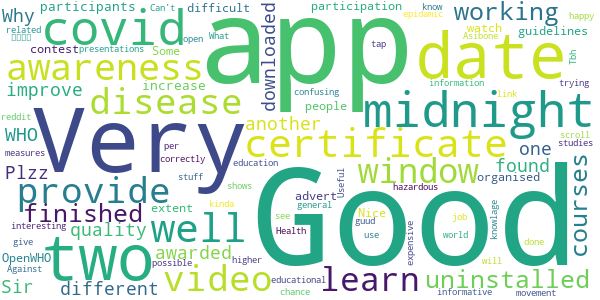 Why
participants
difficult
participation
know
happy
related
Can't
epidamic
covid
app
working
□□□□
open
What
contest
presentations
downloaded
Some
tap
watch
guidelines
Asibone
date
awareness
Tbh
improve
increase
confusing
information
trying
disease
people
link
reddit
midnight
scroll
WHO
another
studies
measures
per
correctly
Very
certificate
one
Plzz
education
window
found
stuff
shows
organised
provide
Useful
hazardous
courses
finished
extent
kinda
advert
general
Nice
guud
job
knowlage
interesting
quality
well
Good
see
use
world
give
Health
done
OpenWHO
two
awarded
expensive
Against
possible
higher
will
video
educational
learn
uninstalled
Sir
different
chance
informative
movement